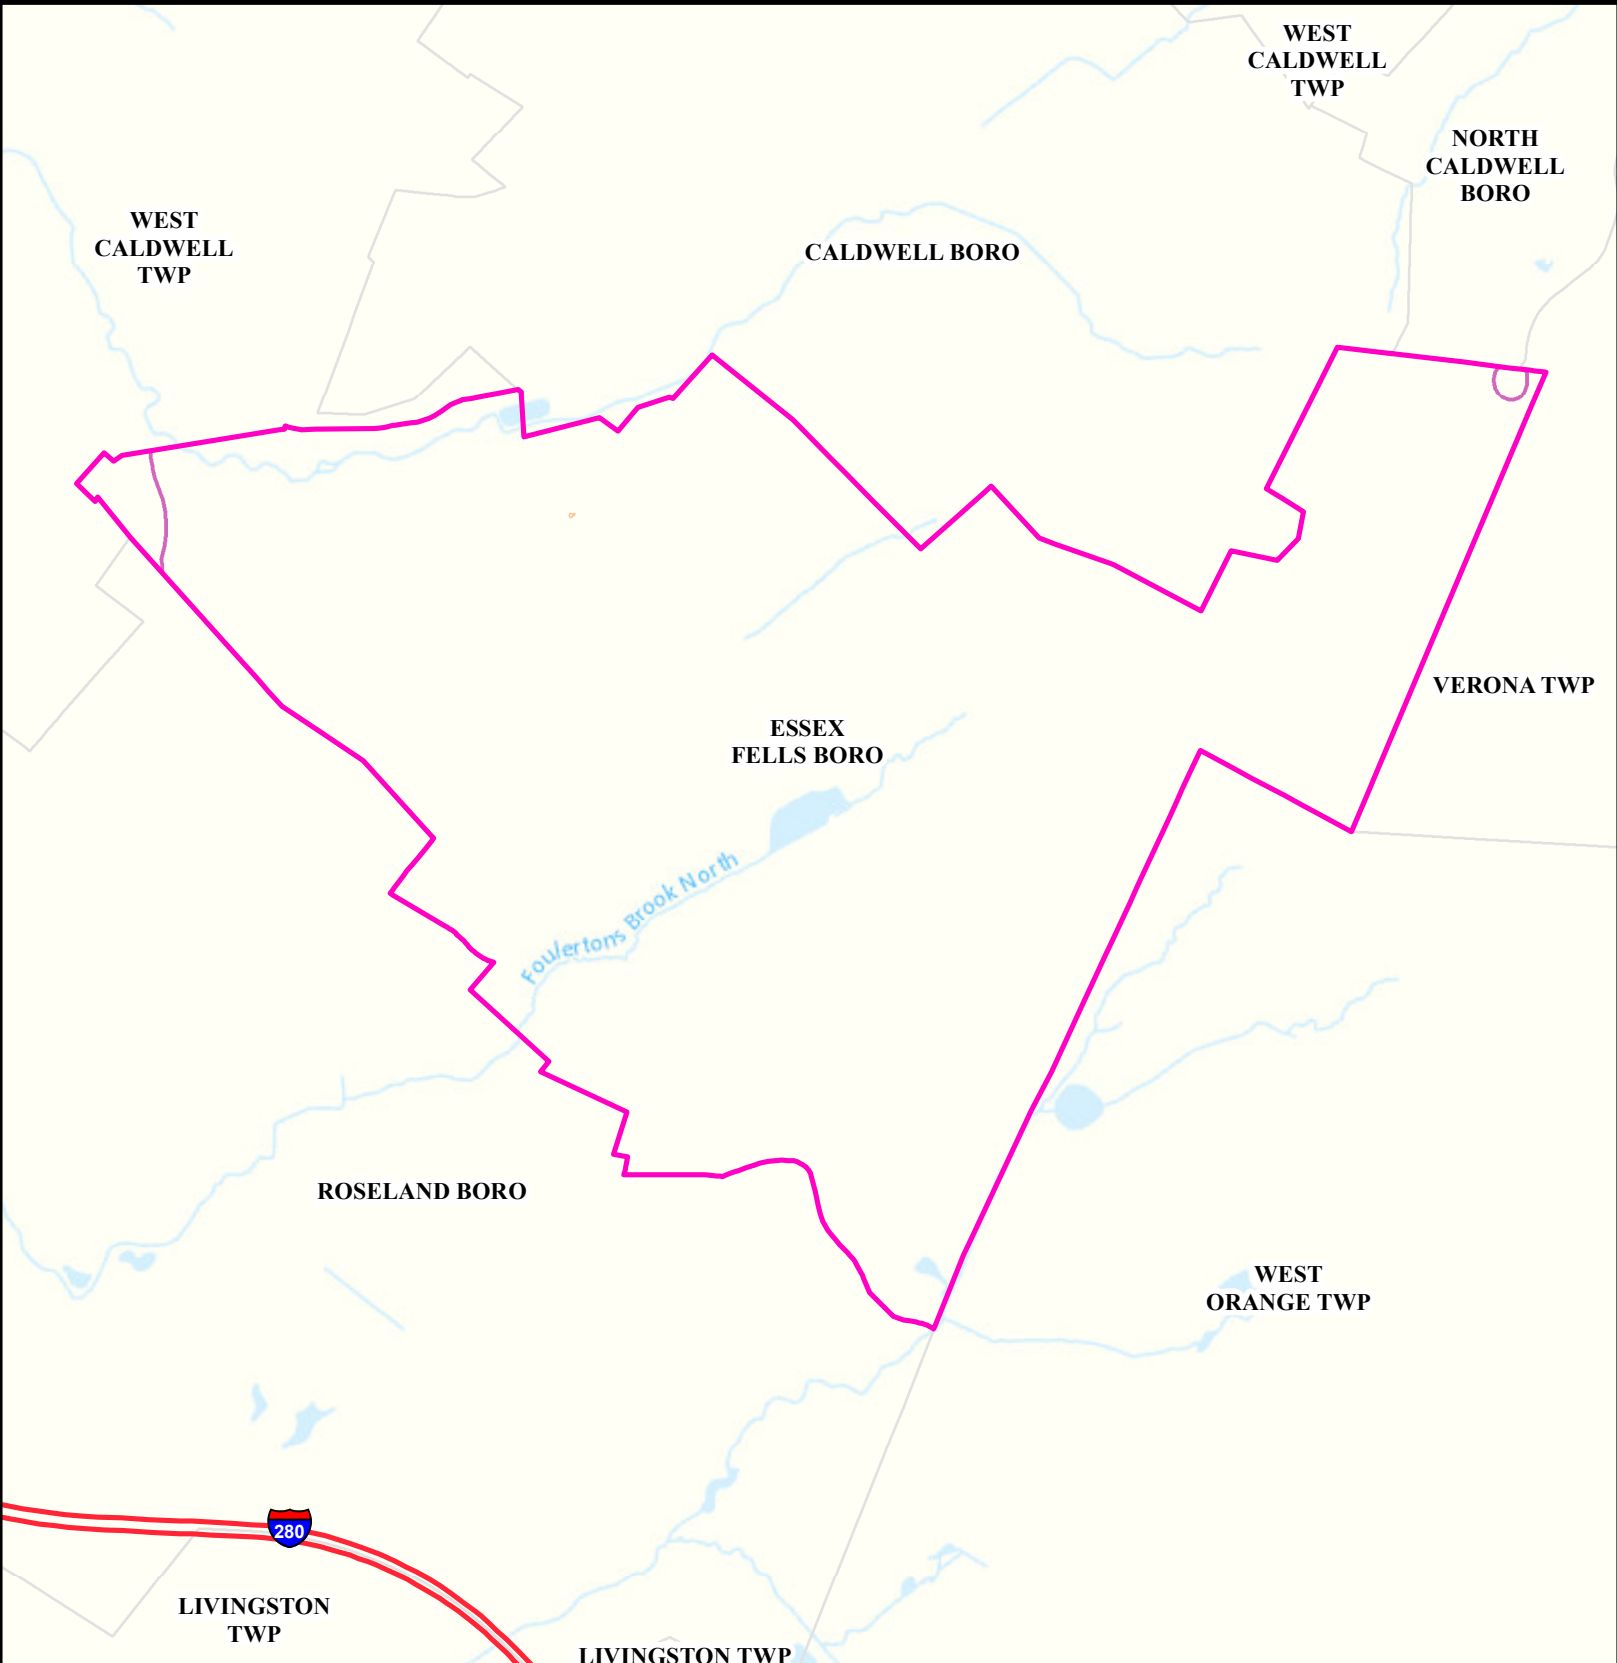 WEST
CALDWELL
TWP
NORTH
CALDWELL
BORO
WEST
CALDWELL
TWP
CALDWELL BORO
VERONA TWP
ESSEX
FELLS BORO
Foulertons Brook North
ROSELAND BORO
WEST
ORANGE TWP
280
LIVINGSTON
TWP
LIVINGSTON TWP